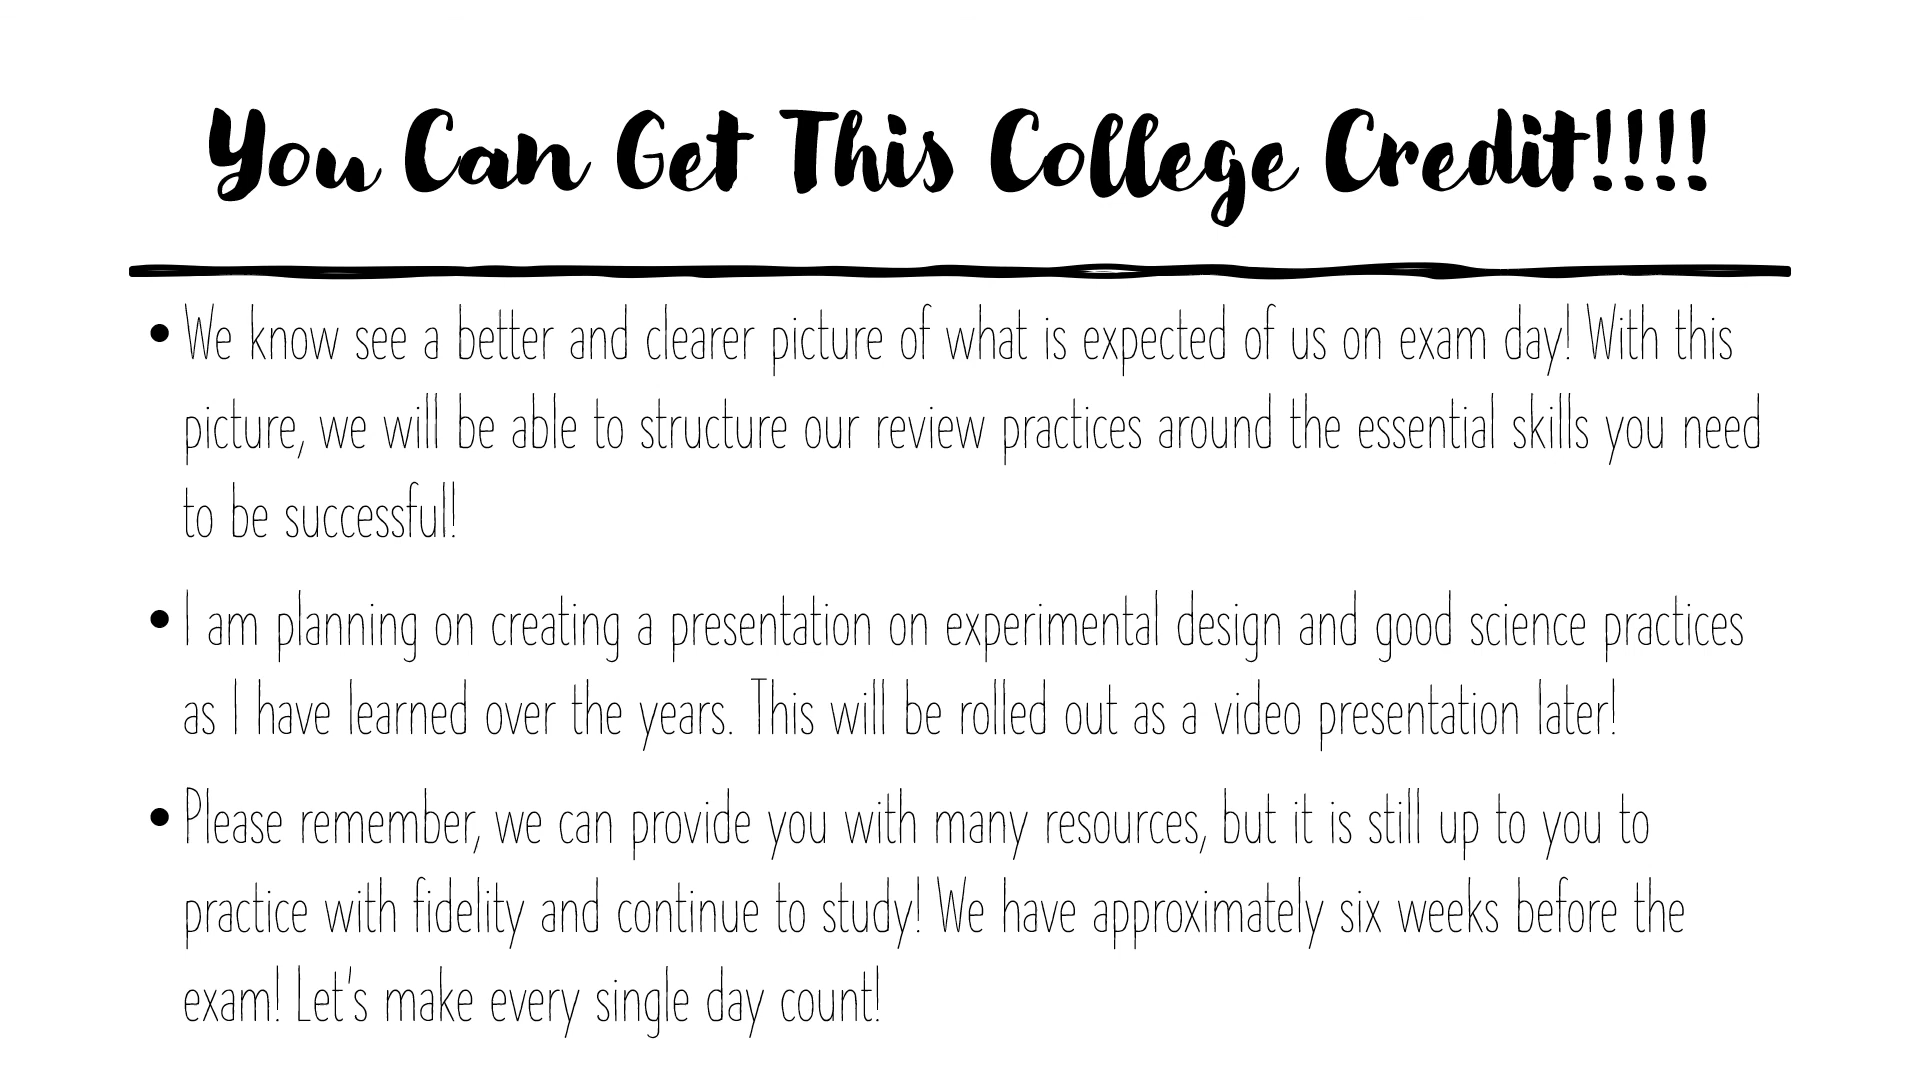 You Can Get This College Credit!!!!
• We know see a better and clearer picture of what is expected of us on exam day! With this
picture, we will be able to structure our review practices around the essential skills you need
to be successful!
• I am planning on creating a presentation on experimental design and good science practices
as I have learned over the years. This will be rolled out as a video presentation later!
• Please remember, we can provide you with many resources, but it is still up to you to
practice with fidelity and continue to study! We have approximately six weeks before the
exam! Let's make every single day count!